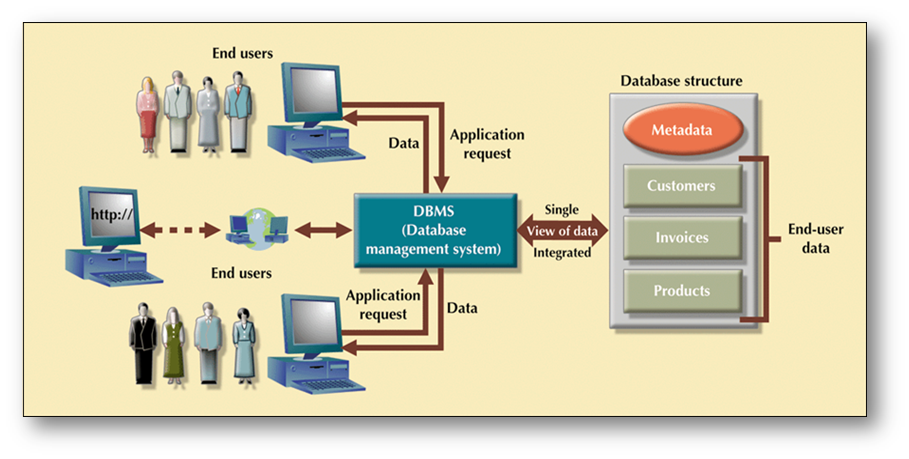 End users
Database structure
Metadata
Data
Application
request
Customers
http://
DBMS
(Database
management system)
Single
View of data
Integrated
Invoices
End-user
data
End users
Application
request
Data
Products